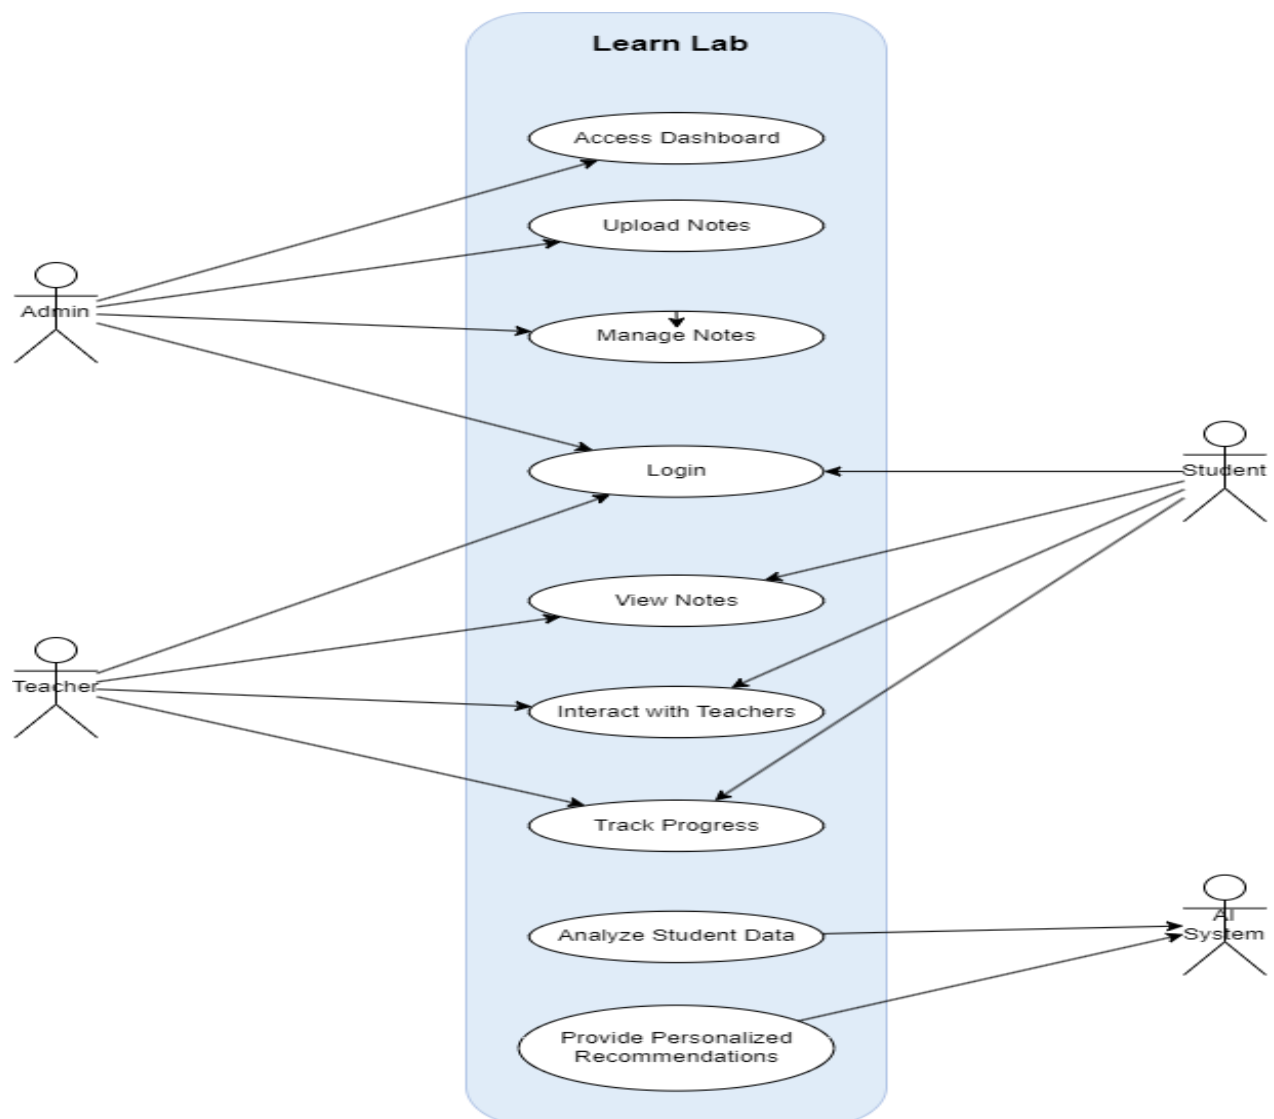 Learn Lab
Access Dashboard
Upload Notes
Admin
Manage Notes
Login
Student
View Notes
Teacher
Interact with Teachers
Track Progress
AI
System
Analyze Student Data
Provide Personalized
Recommendations